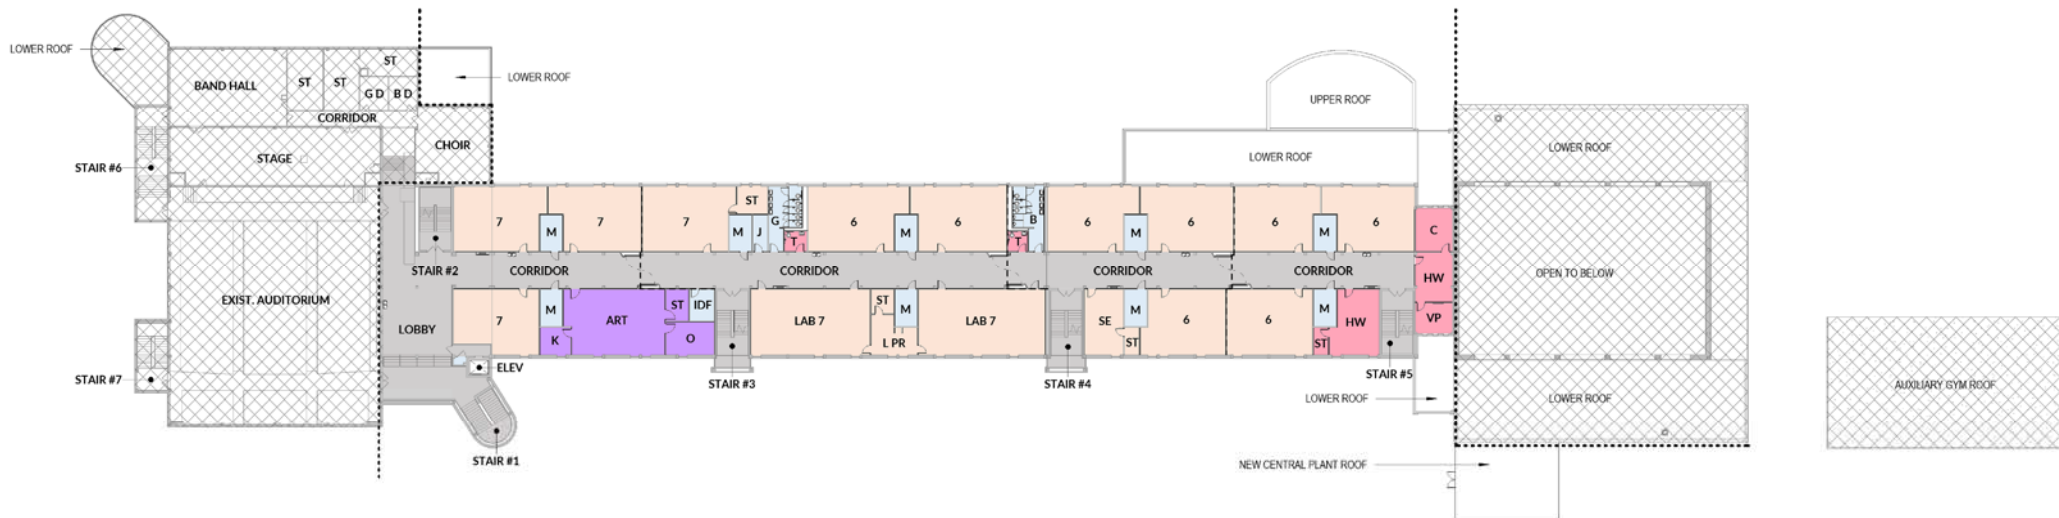 LOWER ROOF
BAND HALL
ST
ST
ST
G D
B D
LOWER ROOF
CORRIDOR
CHOIR
STAGE
STAIR #6
UPPER ROOF
LOWER ROOF
LOWER ROOF
7
M
7
7
ST
M
J
G
T
6
M
6
T
B
6
M
6
6
M
6
C
STAIR #2
CORRIDOR
CORRIDOR
CORRIDOR
CORRIDOR
HW
OPEN TO BELOW
EXIST. AUDITORIUM
LOBBY
7
M
K
ART
ST
IDF
O
LAB 7
ST
M
L PR
LAB 7
SE
M
ST
6
6
M
ST
HW
VP
ELEV
STAIR #7
STAIR #3
STAIR #4
STAIR #5
LOWER ROOF
LOWER ROOF
AUXILIARY GYM ROOF
STAIR #1
NEW CENTRAL PLANT ROOF